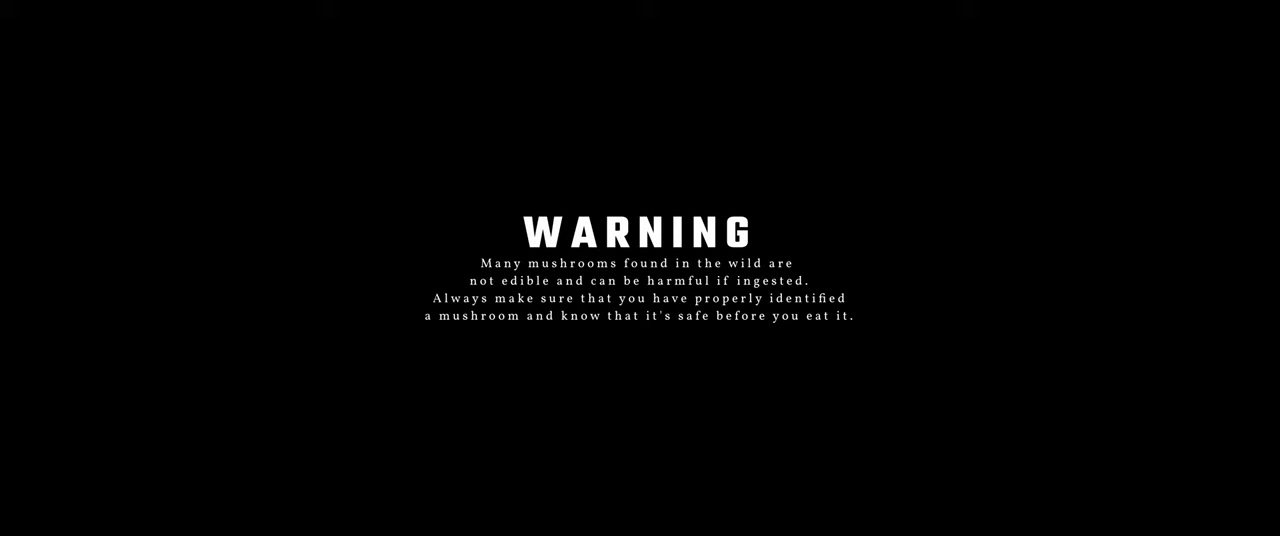 WARNING
Many mushrooms found in the wild are
not edible and can be harmful if ingested.
Always make sure that you have properly identified
a mushroom and know that it's safe before you eat it.